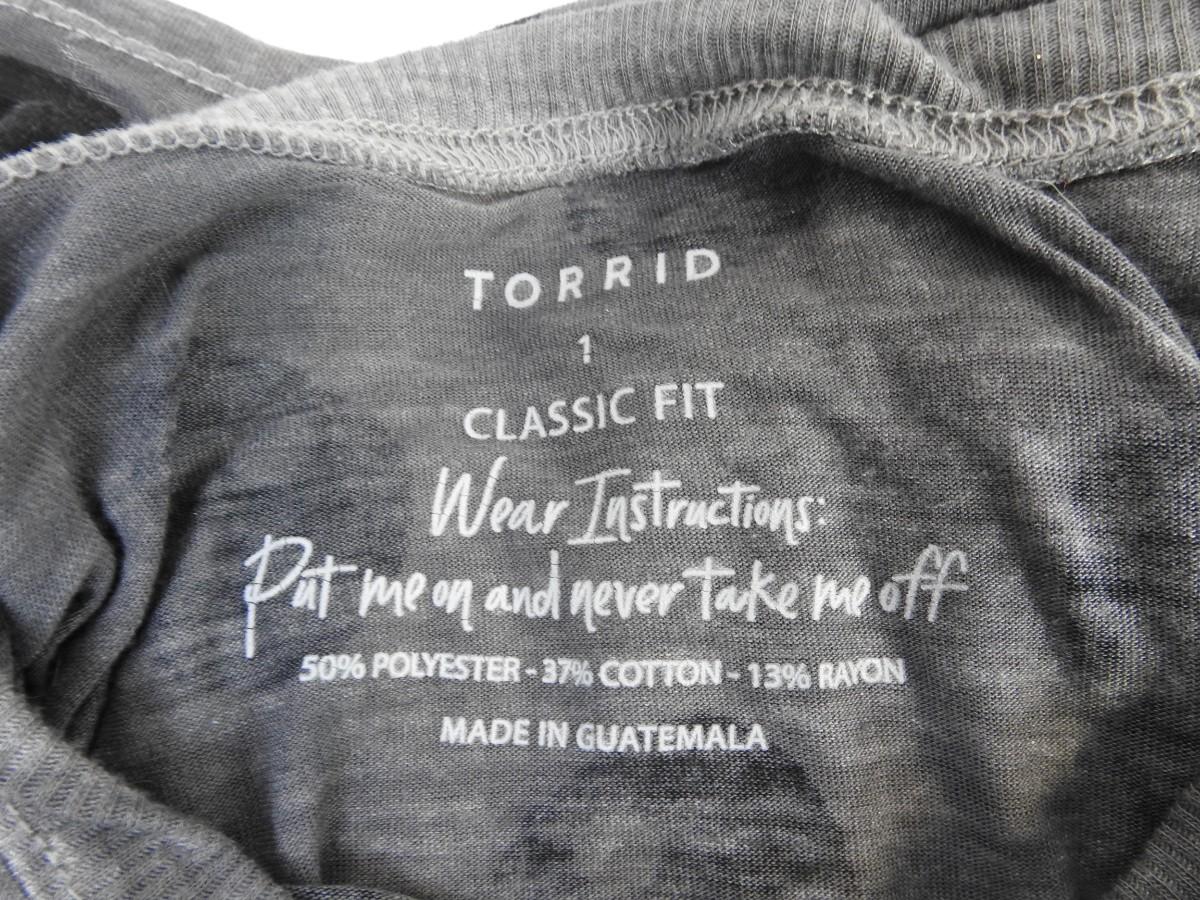 TORRID
1
CLASSIC FIT
Wear Instructions:
Put me on and never take me off
50% POLYESTER - 37% COTTON - 13% RAYON
MADE IN GUATEMALA